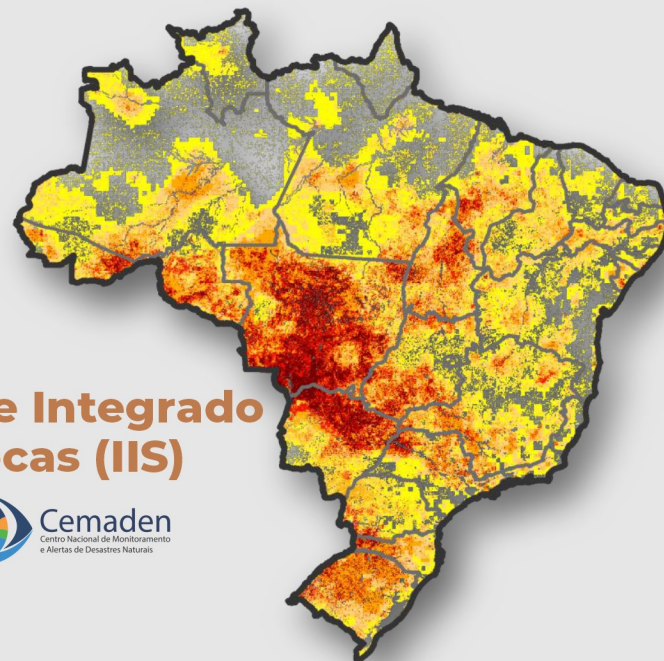 e Integrado
cas (IIS)
Cemaden
Centro Nacional de Monitoramento
e Alertas de Desastres Naturais